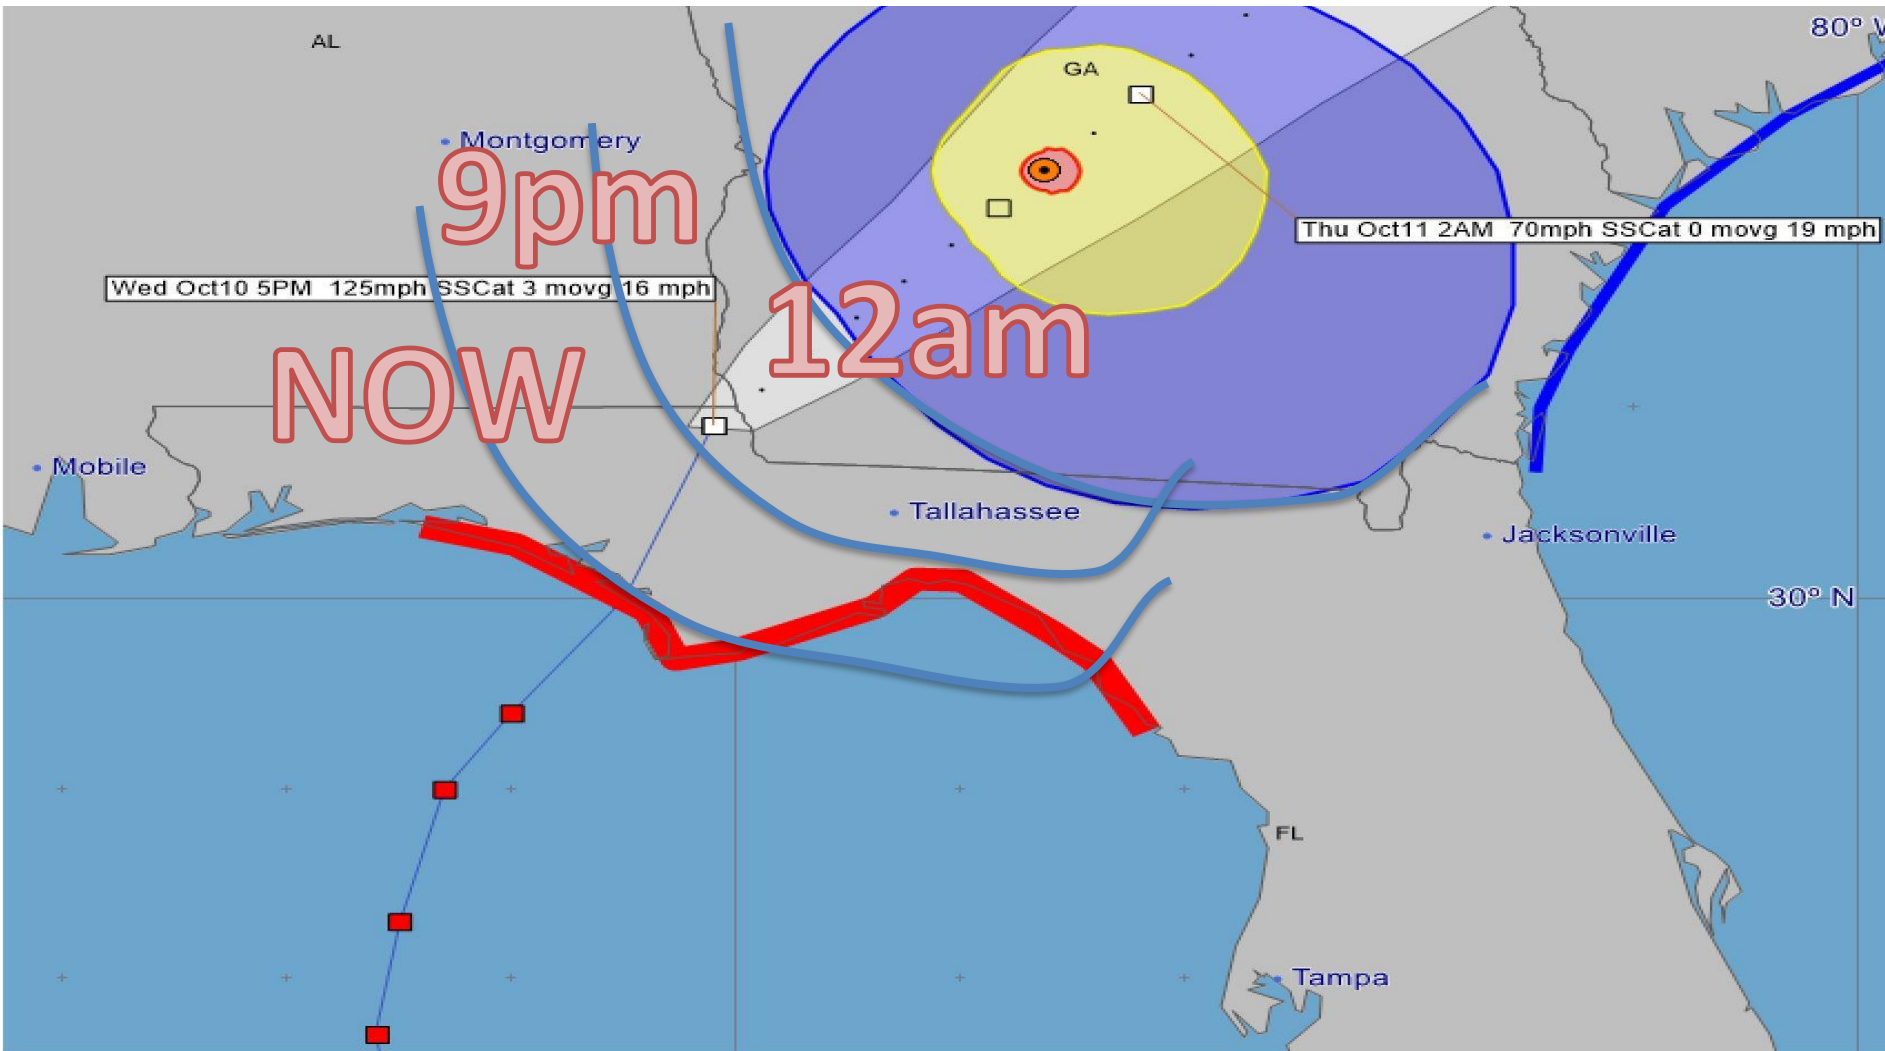 AL
80° W
GA
Montgomery
9pm
Thu Oct11 2AM  70mph SSCat 0 movg 19 mph
Wed Oct10 5PM  125mph SSCat 3 movg 16 mph
12am
NOW
Mobile
Tallahassee
Jacksonville
30° N
FL
Tampa